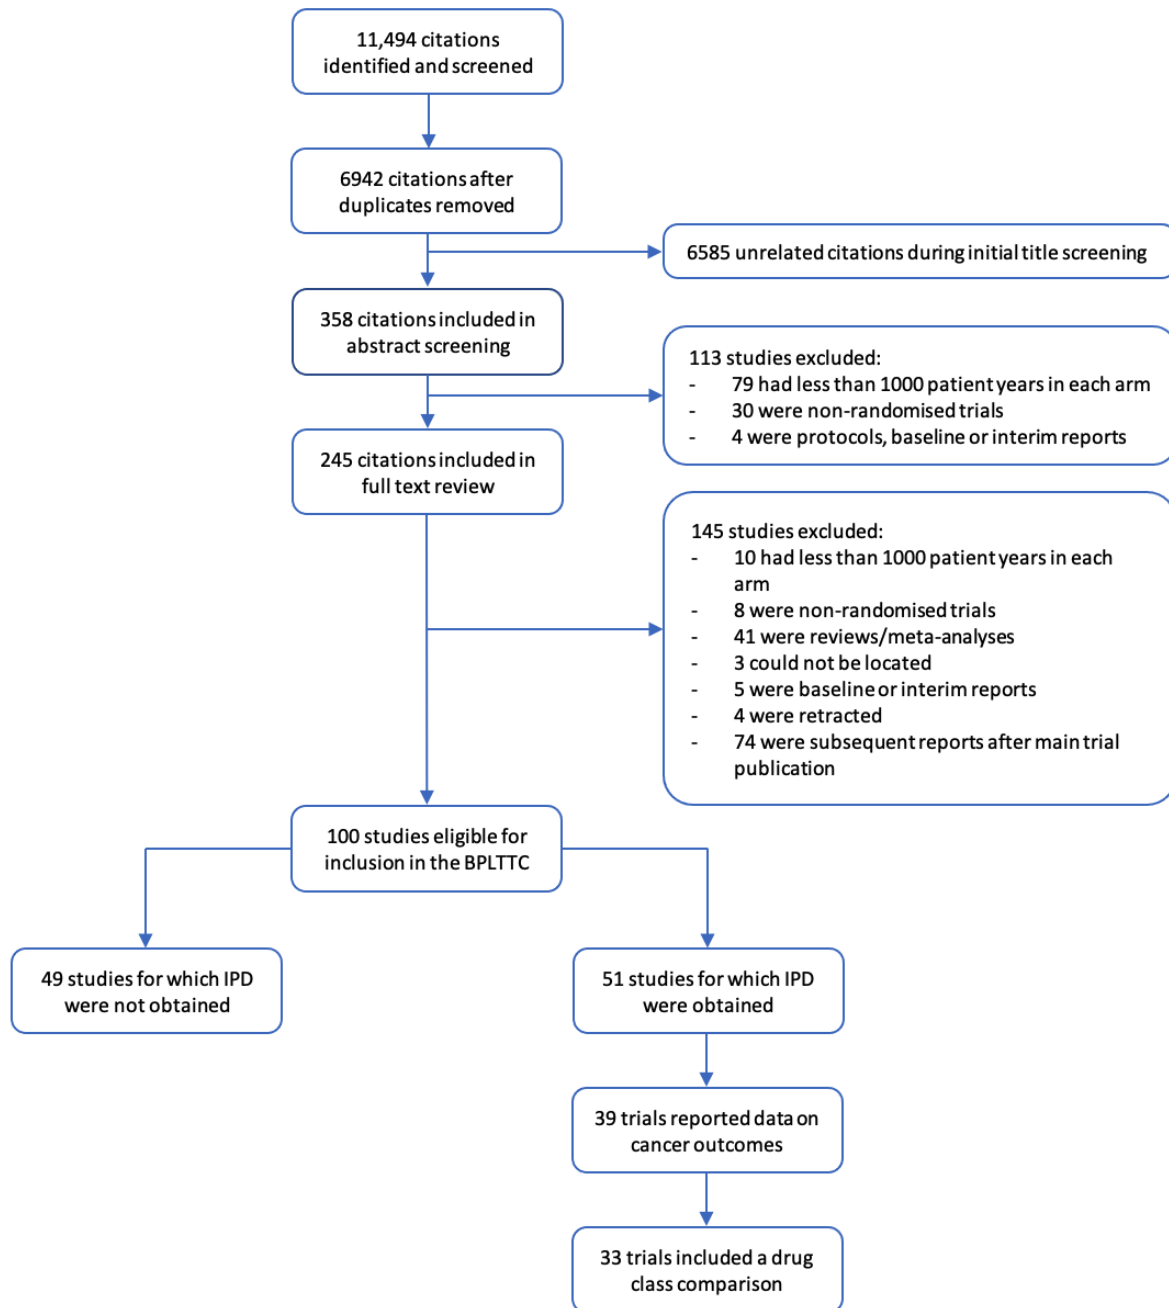 11,494 citations
identified and screened
6942 citations after
duplicates removed
6585 unrelated citations during initial title screening
358 citations included in
abstract screening
113 studies excluded:
- 79 had less than 1000 patient years in each arm
- 30 were non-randomised trials
- 4 were protocols, baseline or interim reports
245 citations included in
full text review
145 studies excluded:
- 10 had less than 1000 patient years in each
arm
- 8 were non-randomised trials
- 41 were reviews/meta-analyses
- 3 could not be located
- 5 were baseline or interim reports
- 4 were retracted
- 74 were subsequent reports after main trial
publication
100 studies eligible for
inclusion in the BPLTTC
49 studies for which IPD
were not obtained
51 studies for which IPD
were obtained
39 trials reported data on
cancer outcomes
33 trials included a drug
class comparison